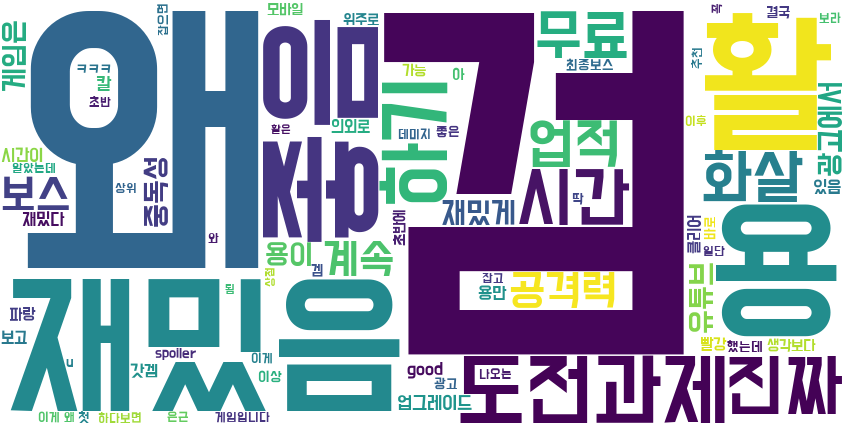 왜
검
재밌음
이믕
활
용
하기
무료
업적
시간
화살
도전과제
진짜
보스
재밌다
중독성
재밌게
계속
용이
공격력
유튜브
게임은
시간이
알았는데
ㅋㅋㅋ
칼
초반
잡으면
모바일
위주로
의외로
가능
아
데미지
좋은
최종보스
추천
결국
보라
이후
있음
클리어
바로
일단
초반에
딱
잡고
용만
겜
상위
와
파랑
보고
갓겜
spoiler
이게
이상
good
광고
업그레이드
나오는
빨강
했는데
생각보다
이게 왜
첫
하다보면
은근
게임입니다
u
됨
상점